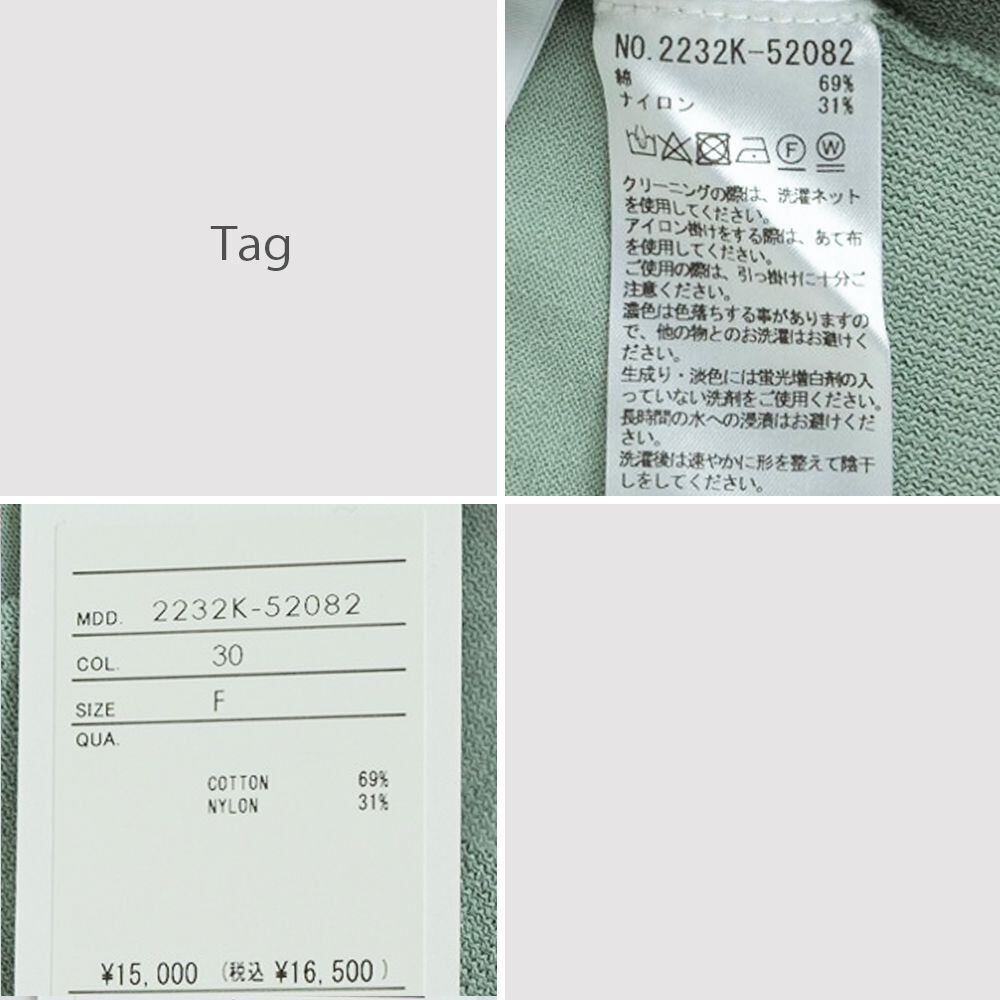 Tag
NO.2232K-52082
綿 69%
ナイロン 31%
F W
クリーニングの際は、洗濯ネット
を使用してください。
アイロン掛けをする際は、あて布
を使用してください。
ご使用の際は、引っ掛けに十分ご
注意ください。
濃色は色落ちする事がありますの
で、他の物とのお洗濯はお避けく
ださい。
生成り・淡色には蛍光増白剤の入
っていない洗剤をご使用ください。
長時間の水への浸漬はお避けくだ
さい。
洗濯後は速やかに形を整えて陰干
しをしてください。
MDD. 2232K-52082
COL. 30
SIZE F
QUA.
COTTON 69%
NYLON 31%
¥15,000 (税込 ¥16,500)